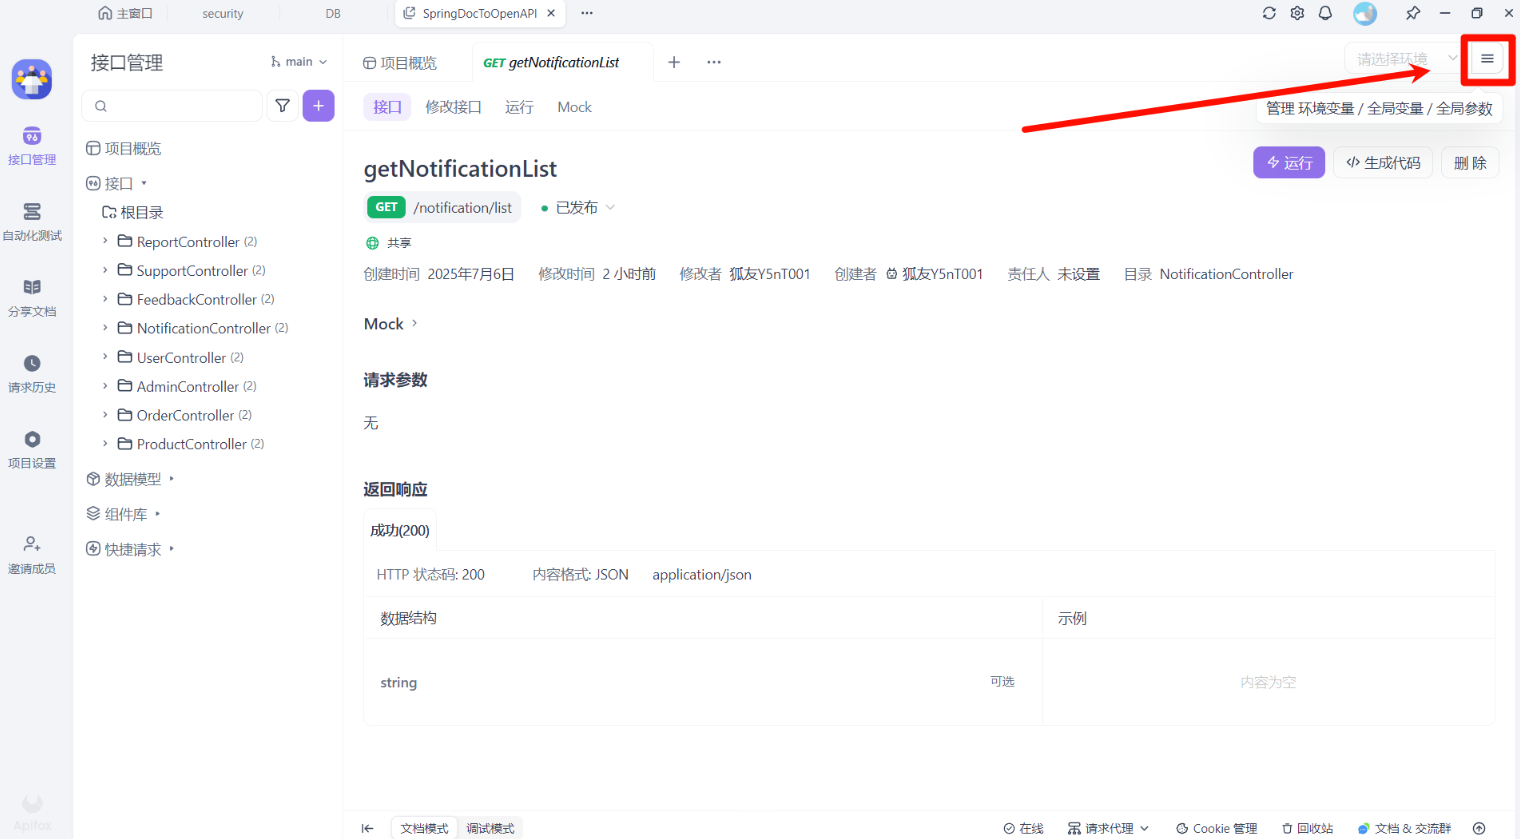 主窗口
security
DB
SpringDocToOpenAPI
接口管理
main
项目概览
GET getNotificationList
请选择环境
管理 环境变量 / 全局变量 / 全局参数
接口
修改接口
运行
Mock
接口管理
自动化测试
分享文档
请求历史
项目设置
邀请成员
Apifox
项目概览
接口
根目录
ReportController (2)
SupportController (2)
FeedbackController (2)
NotificationController (2)
UserController (2)
AdminController (2)
OrderController (2)
ProductController (2)
数据模型
组件库
快捷请求
getNotificationList
运行
生成代码
删 除
GET /notification/list
已发布
共享
创建时间 2025年7月6日 修改时间 2 小时前 修改者 狐友Y5nT001 创建者 狐友Y5nT001 责任人 未设置 目录 NotificationController
Mock
请求参数
无
返回响应
成功(200)
HTTP 状态码: 200 内容格式: JSON application/json
数据结构
示例
string
可选
内容为空
文档模式
调试模式
在线
请求代理
Cookie 管理
回收站
文档 & 交流群